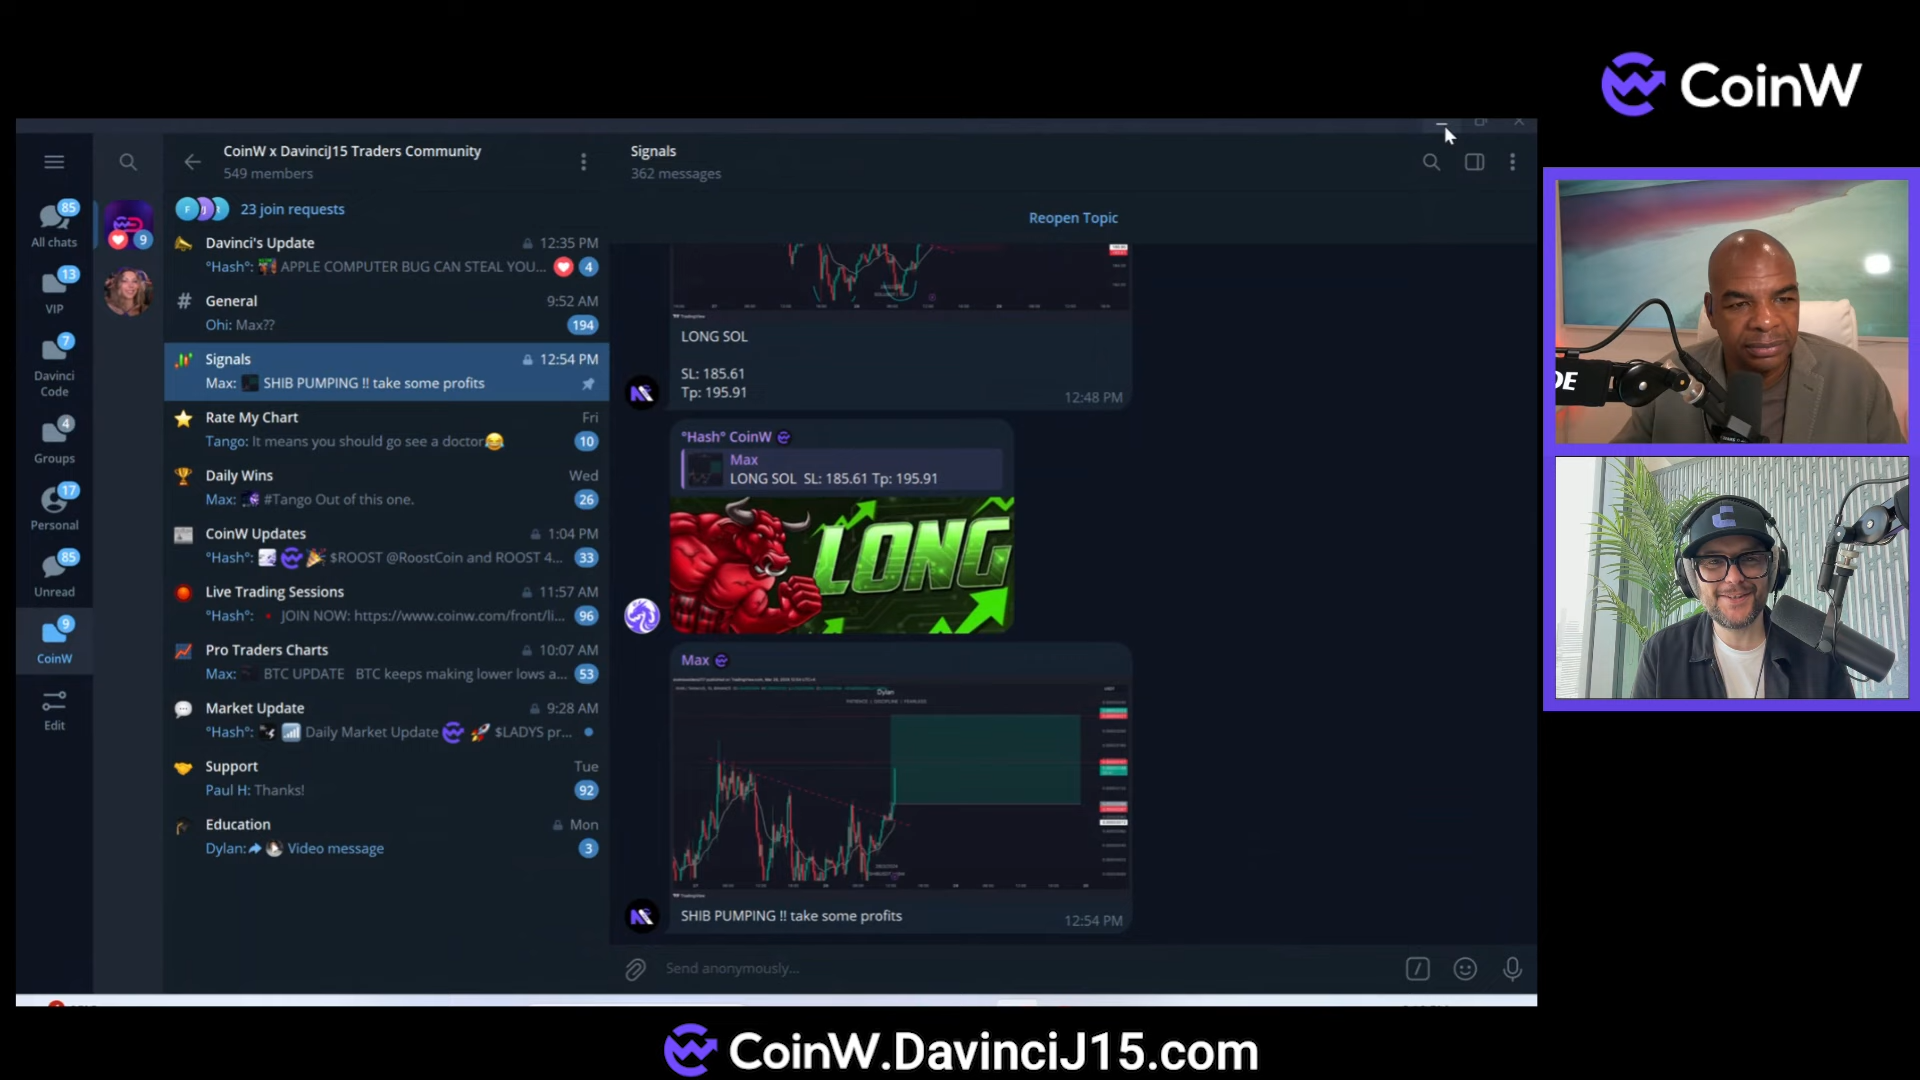 CoinW
CoinW x DavinciJ15 Traders Community
549 members
23 join requests
Davinci's Update
12:35 PM
°Hash°: APPLE COMPUTER BUG CAN STEAL YOU...
4
General
9:52 AM
Ohi: Max??
194
Signals
12:54 PM
Max: SHIB PUMPING !! take some profits
Rate My Chart
Fri
Tango: It means you should go see a doctor
10
Daily Wins
Wed
Max: #Tango Out of this one.
26
CoinW Updates
1:04 PM
°Hash°: $ROOST @RoostCoin and ROOST 4...
33
Live Trading Sessions
11:57 AM
°Hash°: JOIN NOW: https://www.coinw.com/front/li...
96
Pro Traders Charts
10:07 AM
Max: BTC UPDATE BTC keeps making lower lows a...
53
Market Update
9:28 AM
°Hash°: Daily Market Update $LADYS pr...
Support
Tue
Paul H: Thanks!
92
Education
Mon
Dylan: Video message
3
85
All chats
13
VIP
7
Davinci
Code
4
Groups
17
Personal
85
Unread
9
CoinW
Edit
9
Signals
362 messages
Reopen Topic
LONG SOL
SL: 185.61
Tp: 195.91
12:48 PM
°Hash° CoinW
Max
LONG SOL SL: 185.61 Tp: 195.91
LONG
Max
Dylan
SHIB PUMPING !! take some profits
12:54 PM
Send anonymously...
DE
CoinW.DavinciJ15.com